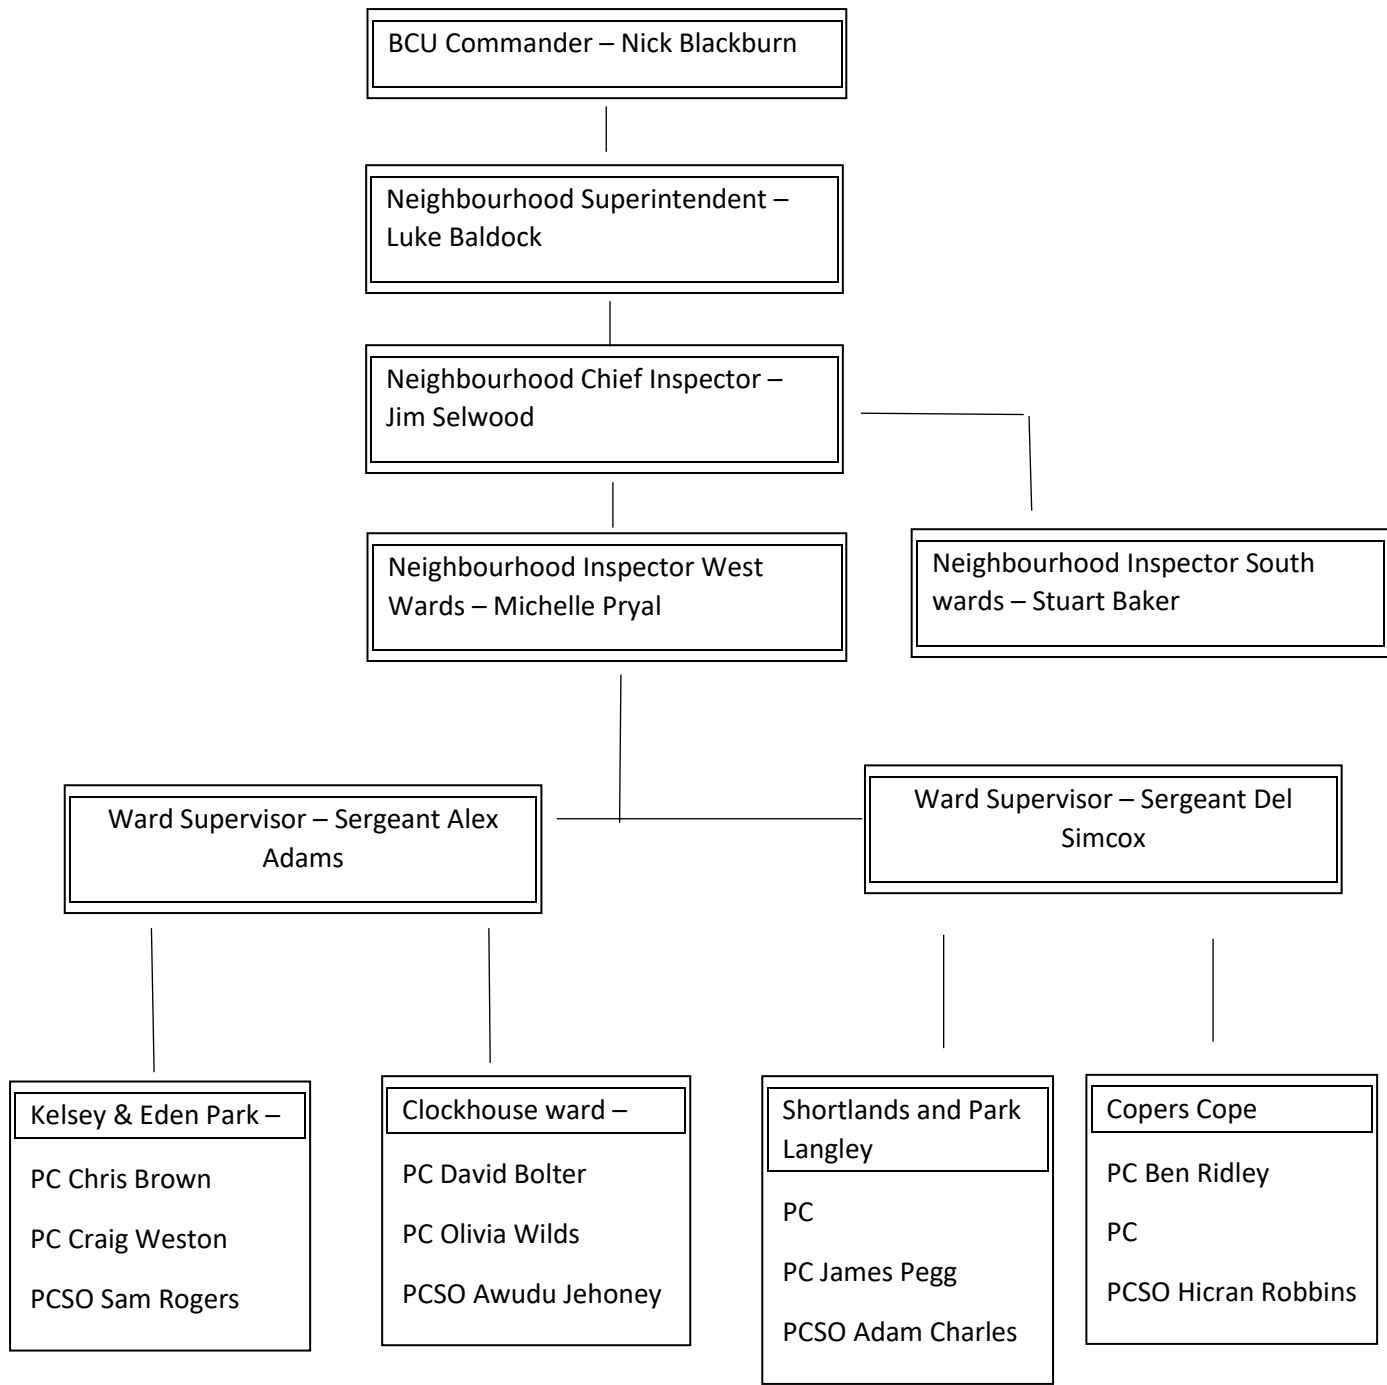 BCU Commander – Nick Blackburn
Neighbourhood Superintendent –
Luke Baldock
Neighbourhood Chief Inspector –
Jim Selwood
Neighbourhood Inspector West
Wards – Michelle Pryal
Neighbourhood Inspector South
wards – Stuart Baker
Ward Supervisor – Sergeant Alex
Adams
Ward Supervisor – Sergeant Del
Simcox
Kelsey & Eden Park –
PC Chris Brown
PC Craig Weston
PCSO Sam Rogers
Clockhouse ward –
PC David Bolter
PC Olivia Wilds
PCSO Awudu Jehoney
Shortlands and Park
Langley
PC
PC James Pegg
PCSO Adam Charles
Copers Cope
PC Ben Ridley
PC
PCSO Hicran Robbins